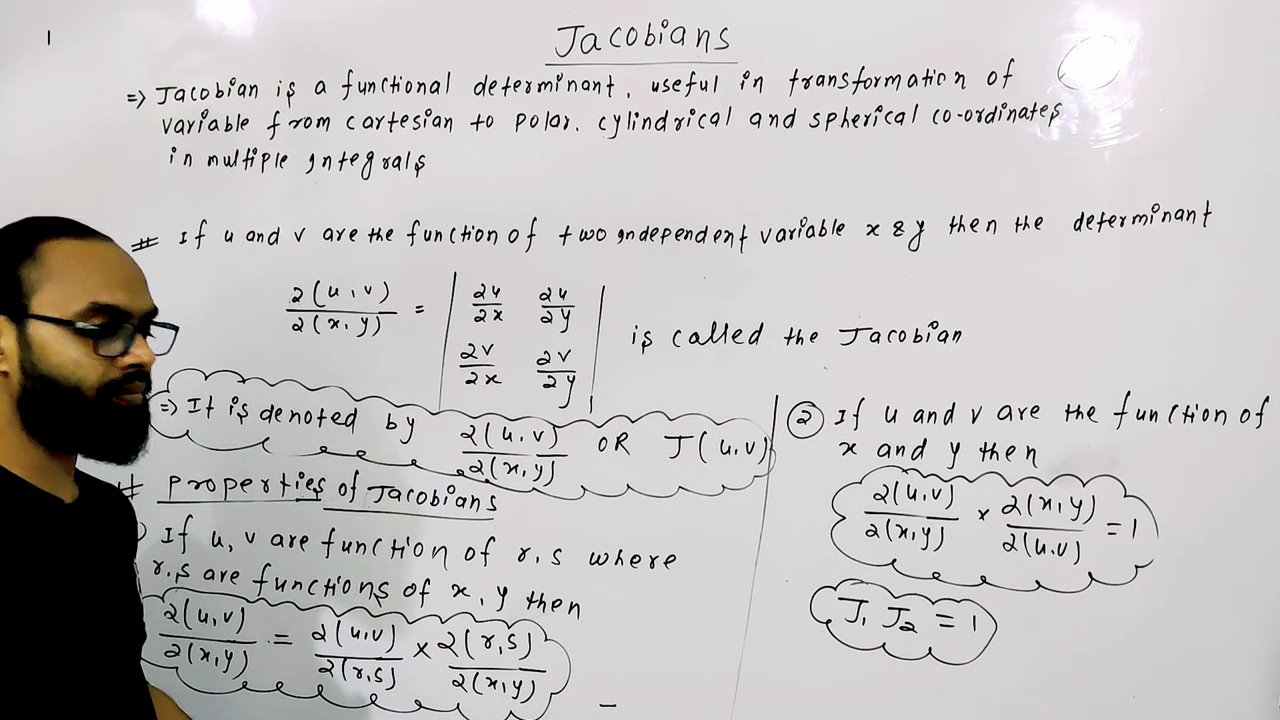 1
Jacobians
=> Jacobian is a functional determinant, useful in transformation of
variable from cartesian to polar. cylindrical and spherical co-ordinates
in multiple integrals
# If u and v are the function of two independent variable x & y then the determinant
∂(u,v)/∂(x,y) = | ∂u/∂x ∂u/∂y |
| ∂v/∂x ∂v/∂y | is called the Jacobian
=> It is denoted by ∂(u,v)/∂(x,y) OR J(u,v)
# Properties of Jacobians
If u, v are function of r,s where
r,s are functions of x, y then
∂(u,v)/∂(x,y) = ∂(u,v)/∂(r,s) × ∂(r,s)/∂(x,y)
② If u and v are the function of
x and y then
∂(u,v)/∂(x,y) × ∂(x,y)/∂(u,v) = 1
J₁ J₂ = 1